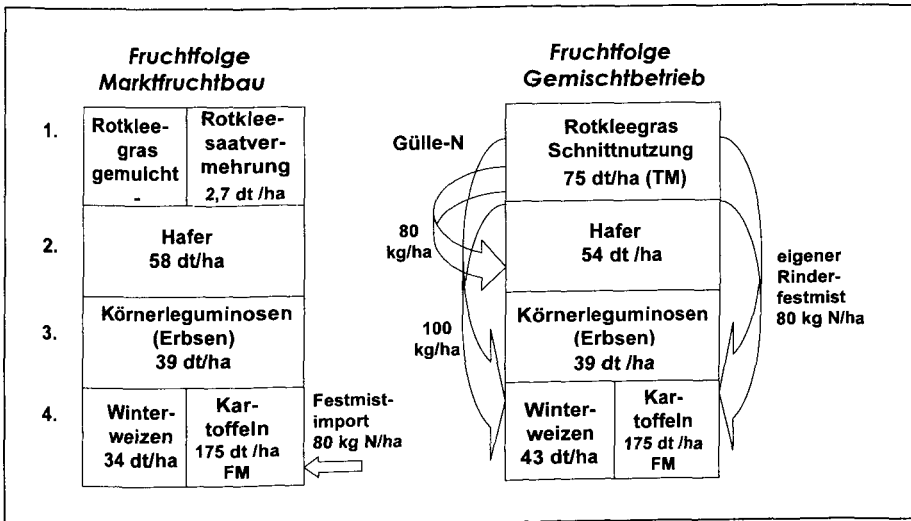 Fruchtfolge
Marktfruchtbau
1.
Rotklee-
gras
gemulcht
-
Rotklee-
saatver-
mehrung
2,7 dt /ha
2.
Hafer
58 dt/ha
3.
Körnerleguminosen
(Erbsen)
39 dt/ha
4.
Winter-
weizen
34 dt/ha
Kar-
toffeln
175 dt /ha
FM
Festmist-
import
80 kg N/ha
Fruchtfolge
Gemischtbetrieb
Gülle-N
80
kg/ha
100
kg/ha
Rotkleegras
Schnittnutzung
75 dt/ha (TM)
Hafer
54 dt /ha
Körnerleguminosen
(Erbsen)
39 dt /ha
Winter-
weizen
43 dt/ha
Kar-
toffeln
175 dt /ha
FM
eigener
Rinder-
festmist
80 kg N/ha